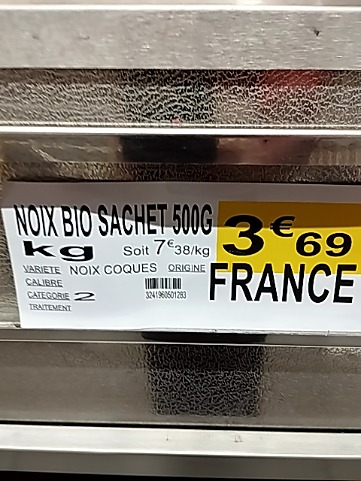 NOIX BIO SACHET 500G
3€69
kg Soit 7€38/kg
VARIETE NOIX COQUES ORIGINE FRANCE
CALIBRE
CATEGORIE 2
TRAITEMENT
3241960501283